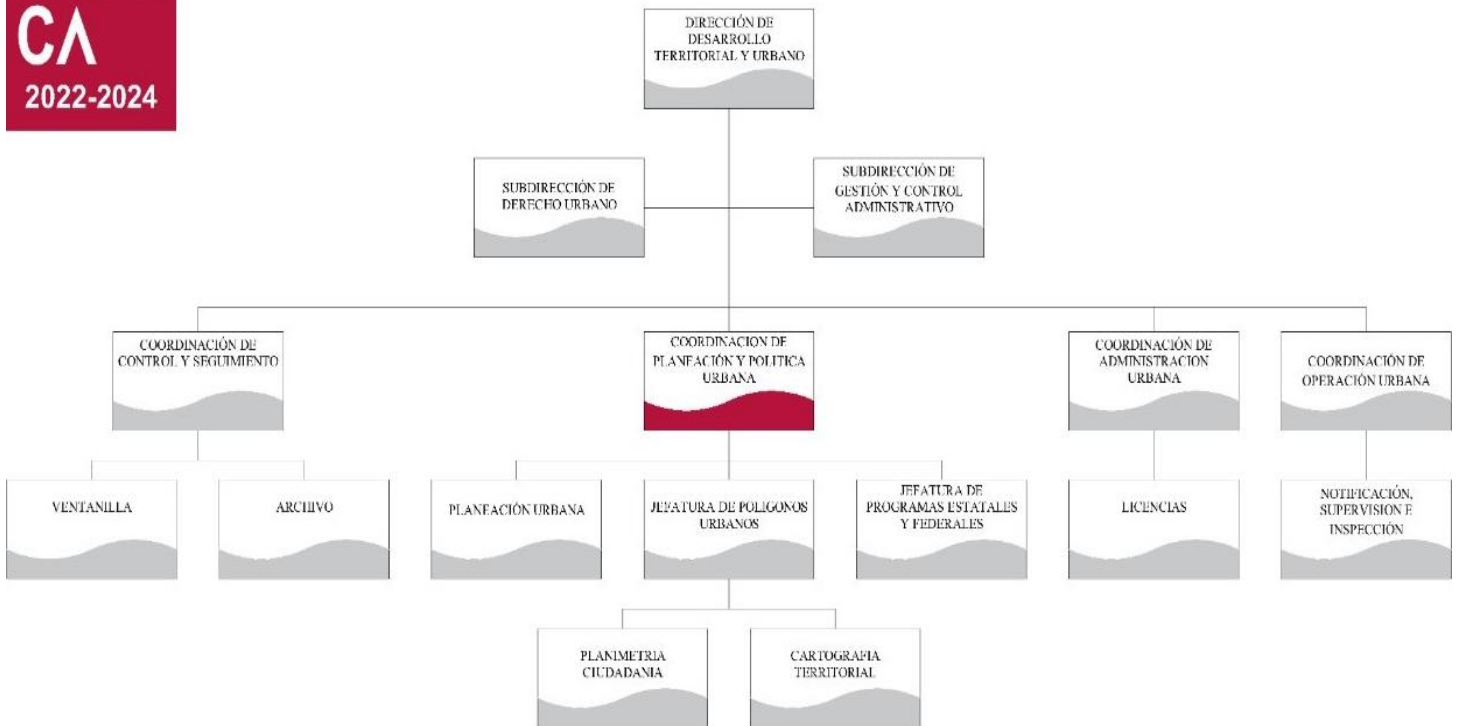 CΛ
2022-2024
DIRECCIÓN DE
DESARROLLO
TERRITORIAL Y URBANO
SUBDIRECCIÓN DE
DERECHO URBANO
SUBDIRECCIÓN DE
GESTIÓN Y CONTROL
ADMINISTRATIVO
COORDINACIÓN DE
CONTROL Y SEGUIMIENTO
COORDINACION DE
PLANEACIÓN Y POLITICA
URBANA
COORDINACIÓN DE
ADMINISTRACION
URBANA
COORDINACIÓN DE
OPERACIÓN URBANA
VENTANILLA
ARCHIVO
PLANEACIÓN URBANA
JEFATURA DE POLIGONOS
URBANOS
JEFATURA DE
PROGRAMAS ESTATALES
Y FEDERALES
LICENCIAS
NOTIFICACIÓN,
SUPERVISION E
INSPECCIÓN
PLANIMETRIA
CIUDADANIA
CARTOGRAFIA
TERRITORIAL